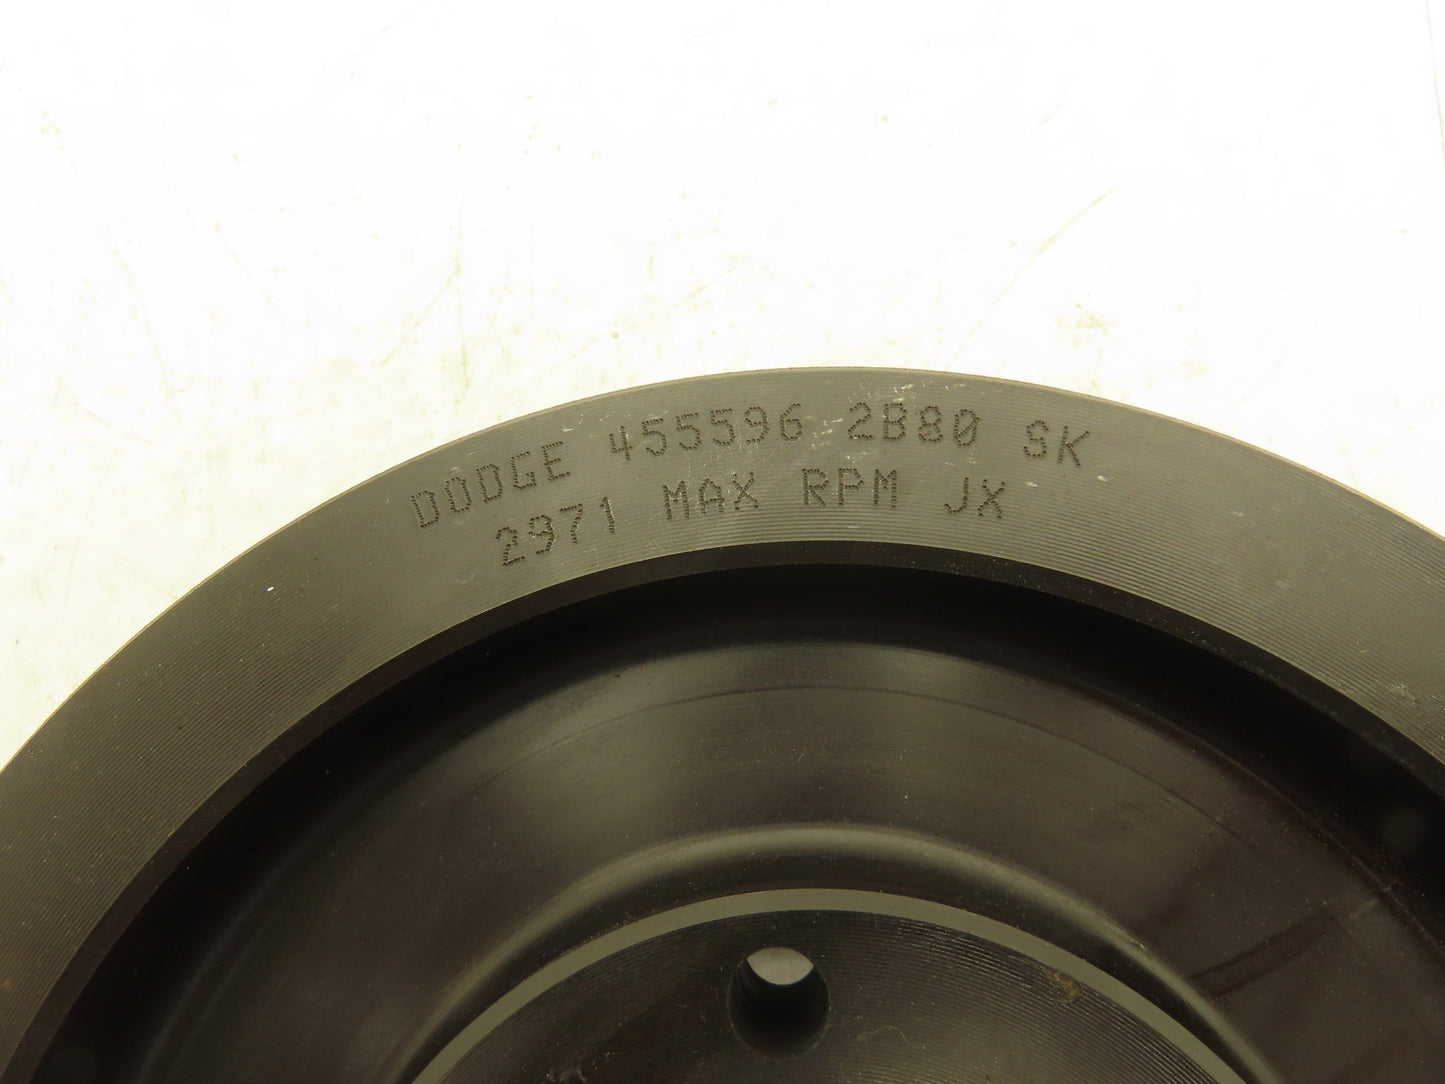 DODGE 455596 2B80 SK
2971 MAX RPM JX